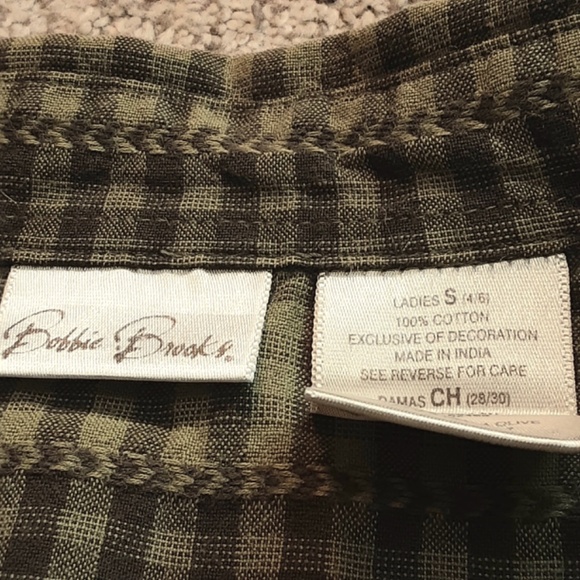 Bobbie Brooks
LADIES S (4/6)
100% COTTON
EXCLUSIVE OF DECORATION
MADE IN INDIA
SEE REVERSE FOR CARE
DAMAS CH (28/30)
OLIVE